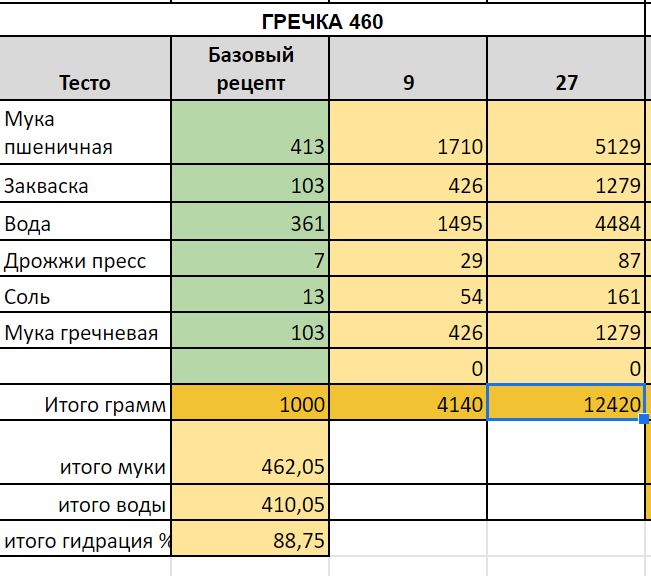 ГРЕЧКА 460
Тесто Базовый рецепт 9 27
Мука пшеничная 413 1710 5129
Закваска 103 426 1279
Вода 361 1495 4484
Дрожжи пресс 7 29 87
Соль 13 54 161
Мука гречневая 103 426 1279
0 0
Итого грамм 1000 4140 12420
итого муки 462,05
итого воды 410,05
итого гидрация % 88,75